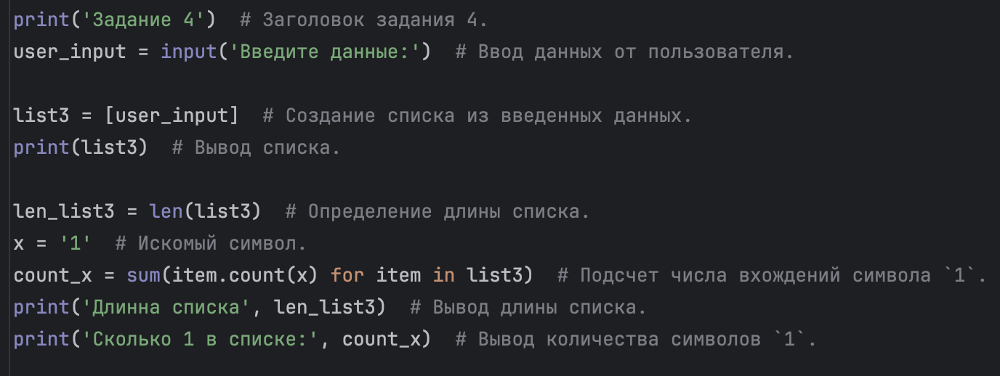 print('Задание 4')  # Заголовок задания 4.
user_input = input('Введите данные:')  # Ввод данных от пользователя.
list3 = [user_input]  # Создание списка из введенных данных.
print(list3)  # Вывод списка.
len_list3 = len(list3)  # Определение длины списка.
x = '1'  # Искомый символ.
count_x = sum(item.count(x) for item in list3)  # Подсчет числа вхождений символа `1`.
print('Длинна списка', len_list3)  # Вывод длины списка.
print('Сколько 1 в списке:', count_x)  # Вывод количества символов `1`.